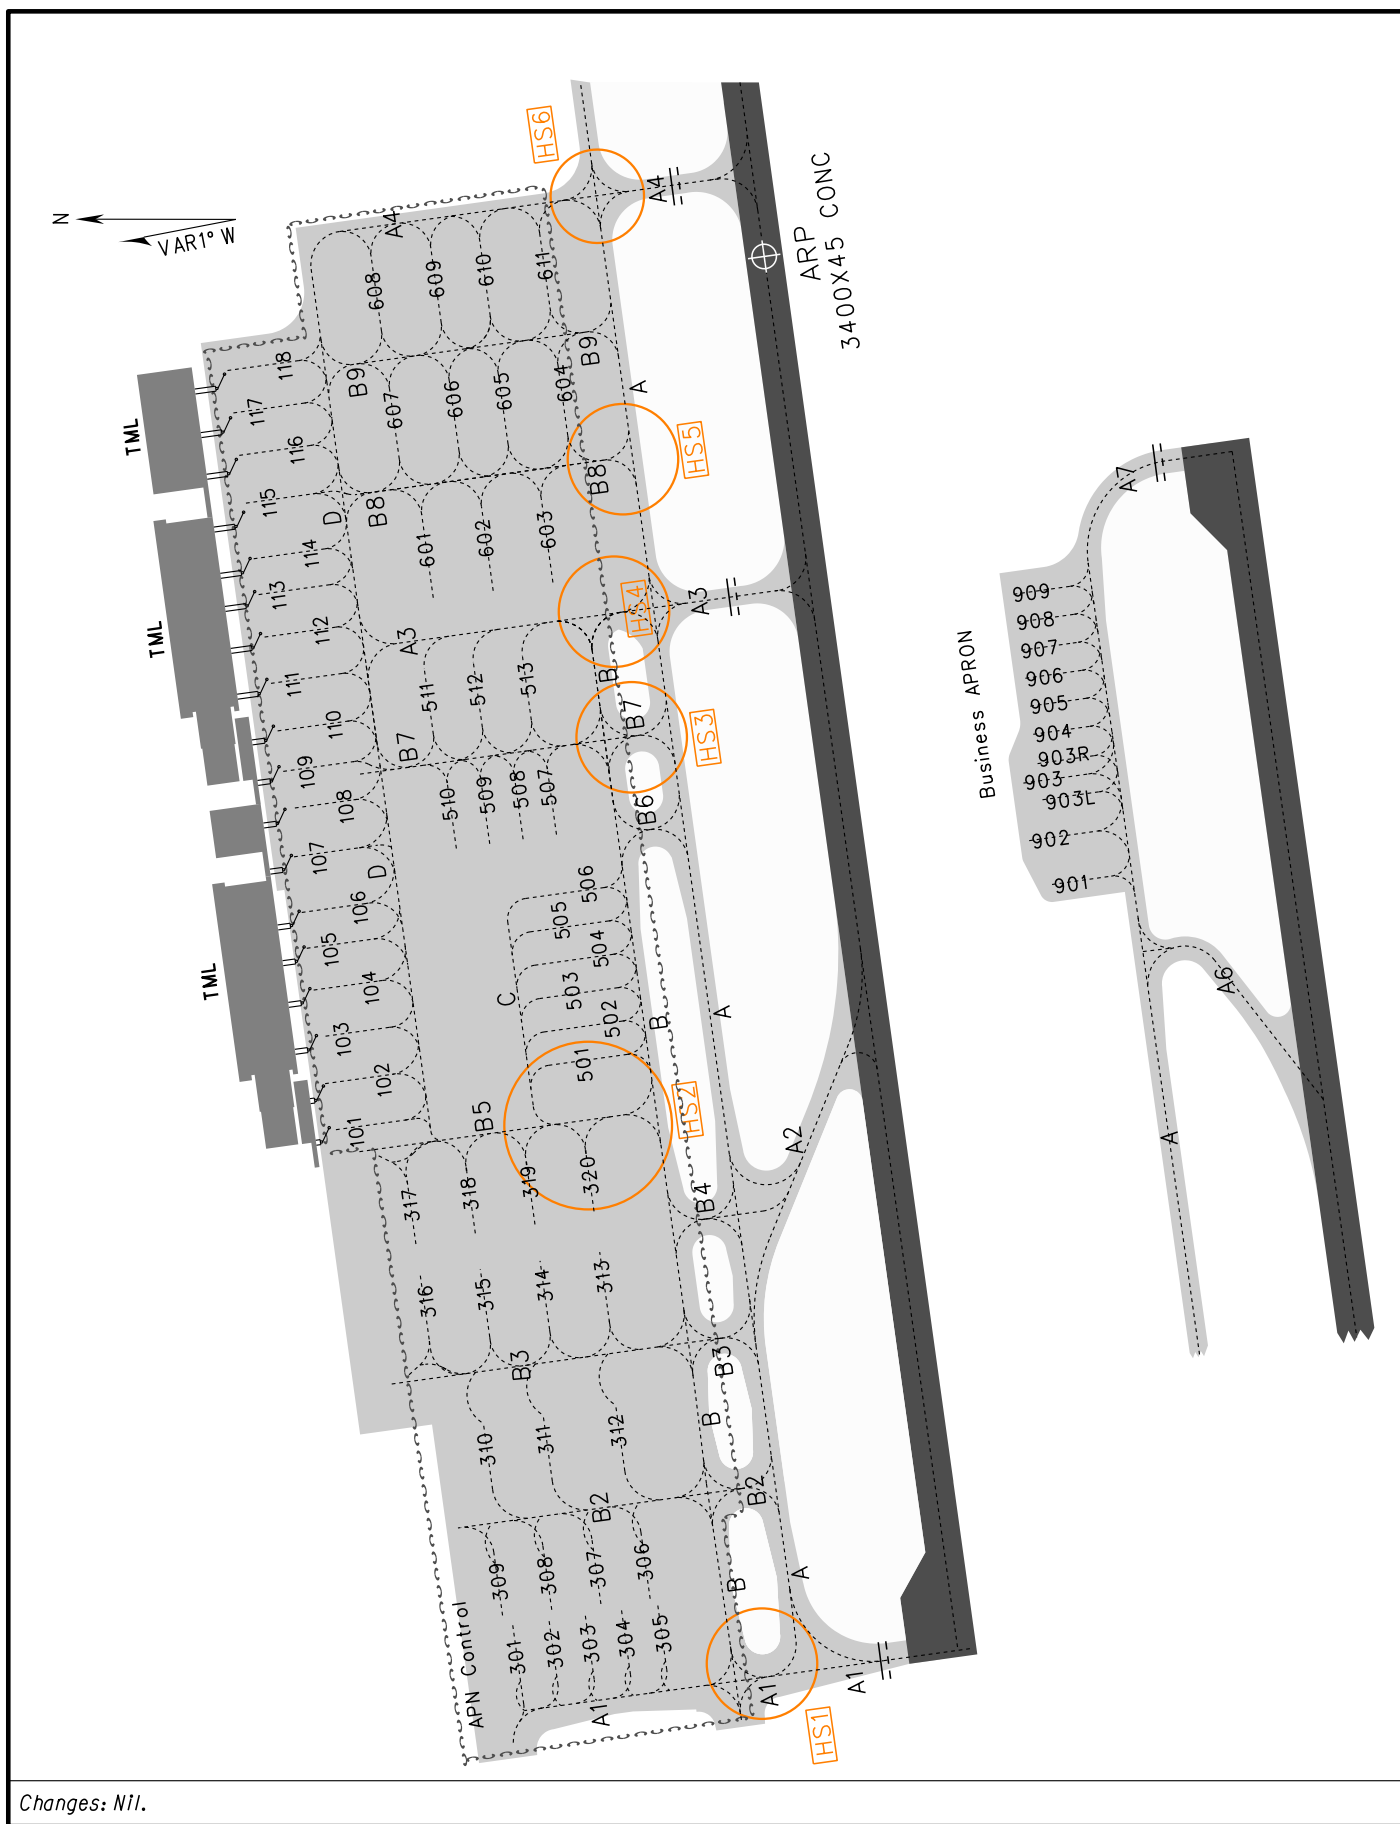 N
VAR1° W
HS6
A4
A4
ARP
3400X45 CONC
608
609
610
611
TML
118
117
116
115
B9
607
606
605
604
B9
A
HS5
D
B8
B8
601
602
603
TML
114
113
112
111
110
109
108
107
106
105
104
103
102
101
A3
HS4
A3
511
512
513
B
B7
B7
HS3
510
509
508
507
B6
D
506
505
504
503
502
501
C
B
A
TML
B5
HS2
A2
317
318
319
320
B4
316
315
314
313
B3
B3
310
311
312
B
B2
B2
309
308
307
306
B
A
APN Control
301
302
303
304
305
A1
A1
A1
HS1
Business APRON
909
908
907
906
905
904
903R
903
903L
902
901
A7
A6
A
Changes: Nil.